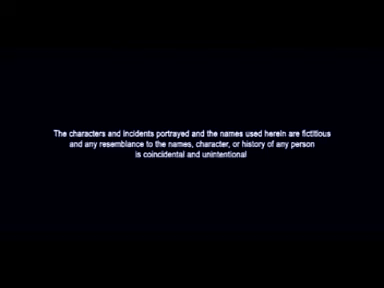 The characters and incidents portrayed and the names used herein are fictitious
and any resemblance to the names, character, or history of any person
is coincidental and unintentional